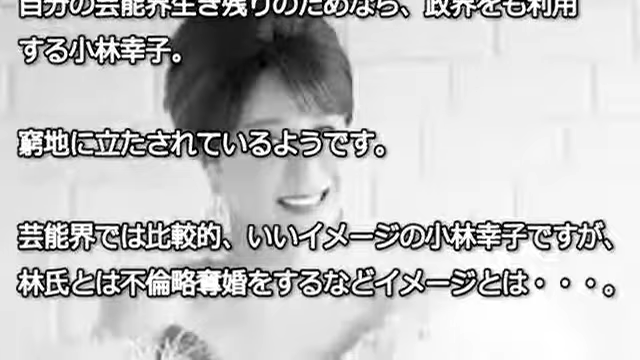 自分の芸能界生き残りのためなら、政界をも利用
する小林幸子。
窮地に立たされているようです。
芸能界では比較的、いいイメージの小林幸子ですが、
林氏とは不倫略奪婚をするなどイメージとは・・・。